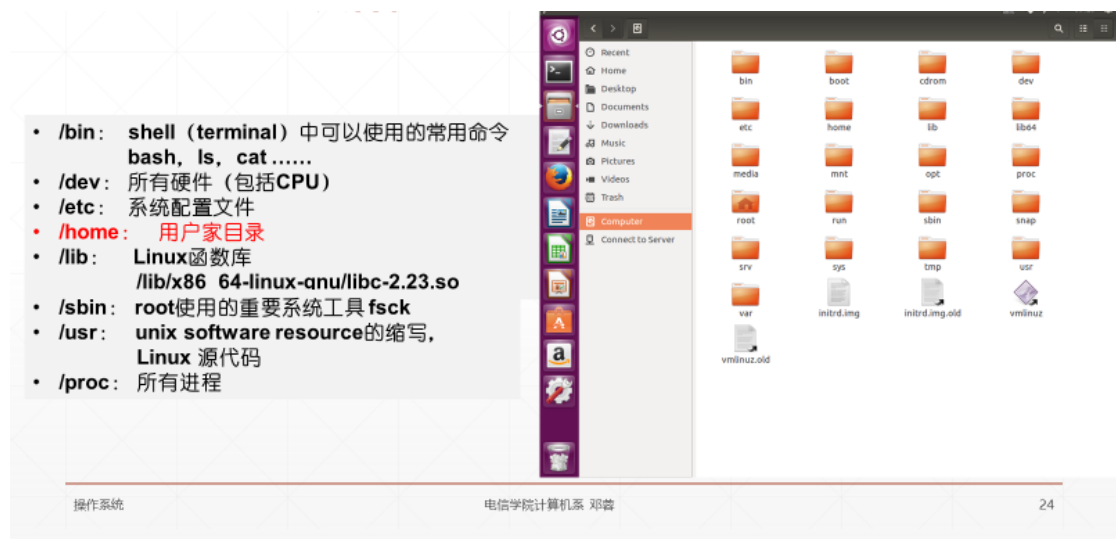 • /bin： shell（terminal）中可以使用的常用命令
bash，ls，cat ......
• /dev： 所有硬件（包括CPU）
• /etc： 系统配置文件
• /home： 用户家目录
• /lib： Linux函数库
/lib/x86_64-linux-gnu/libc-2.23.so
• /sbin： root使用的重要系统工具 fsck
• /usr： unix software resource的缩写，
Linux 源代码
• /proc： 所有进程
Recent
Home
Desktop
Documents
Downloads
Music
Pictures
Videos
Trash
Computer
Connect to Server
bin boot cdrom dev
etc home lib lib64
media mnt opt proc
root run sbin snap
srv sys tmp usr
var initrd.img initrd.img.old vmlinuz
vmlinuz.old
操作系统 电信学院计算机系 邓蓉 24